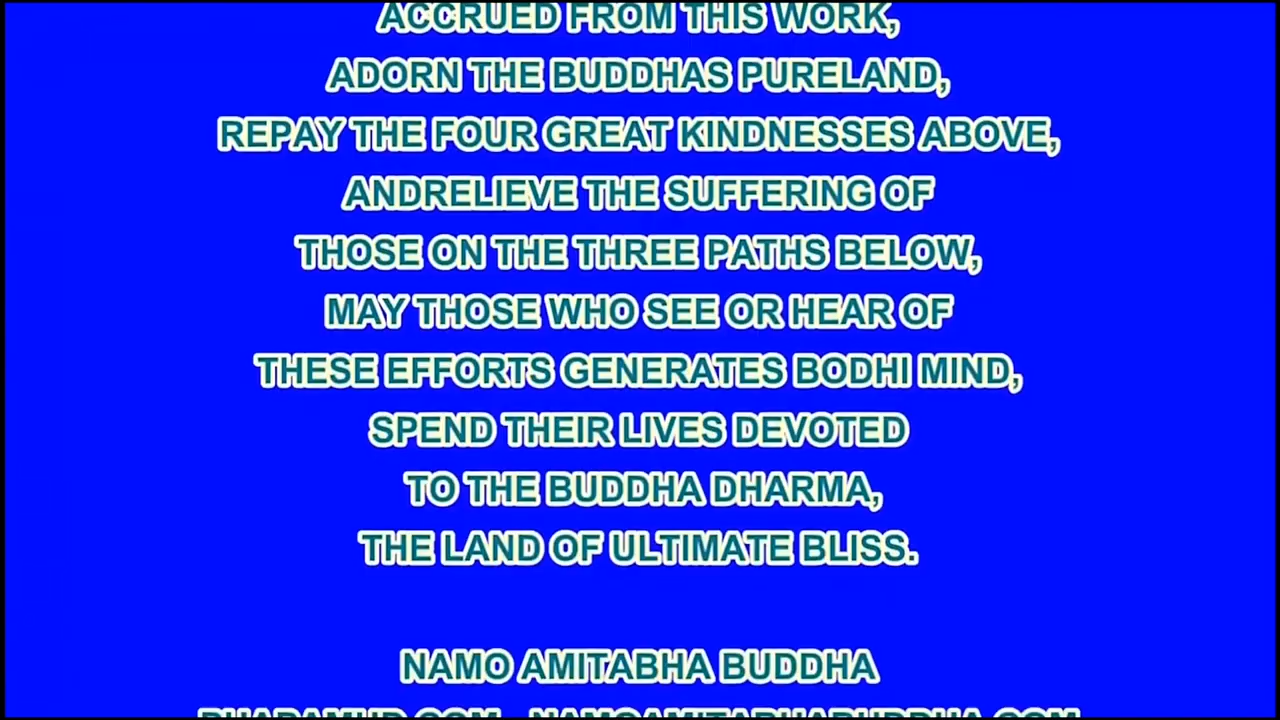 ACCRUED FROM THIS WORK,
ADORN THE BUDDHAS PURELAND,
REPAY THE FOUR GREAT KINDNESSES ABOVE,
ANDRELIEVE THE SUFFERING OF
THOSE ON THE THREE PATHS BELOW,
MAY THOSE WHO SEE OR HEAR OF
THESE EFFORTS GENERATES BODHI MIND,
SPEND THEIR LIVES DEVOTED
TO THE BUDDHA DHARMA,
THE LAND OF ULTIMATE BLISS.
NAMO AMITABHA BUDDHA